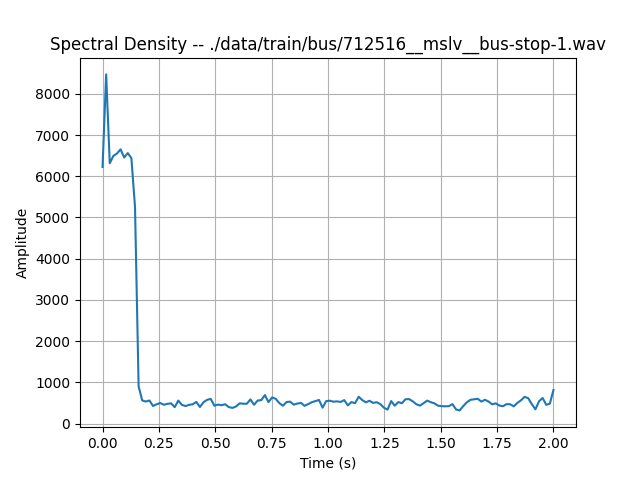 Spectral Density -- ./data/train/bus/712516__mslv__bus-stop-1.wav
8000
7000
6000
5000
4000
3000
2000
1000
0
Amplitude
0.00 0.25 0.50 0.75 1.00 1.25 1.50 1.75 2.00
Time (s)